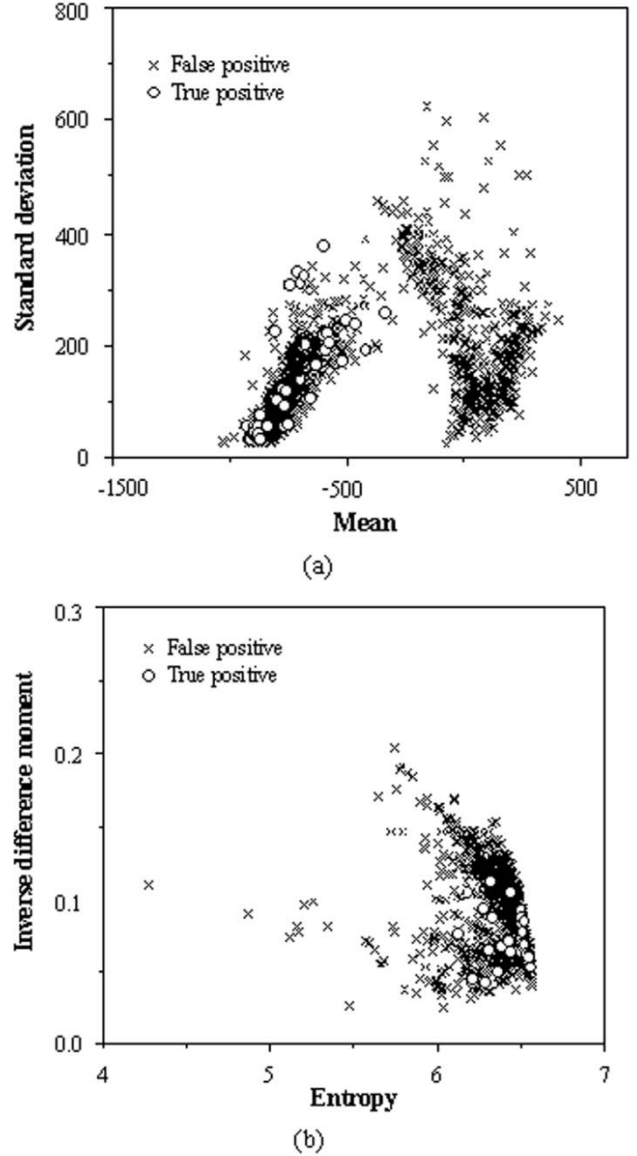 800
600
400
200
0
Standard deviation
× False positive
○ True positive
-1500
-500
500
Mean
(a)
0.3
0.2
0.1
0.0
Inverse difference moment
× False positive
○ True positive
4
5
6
7
Entropy
(b)